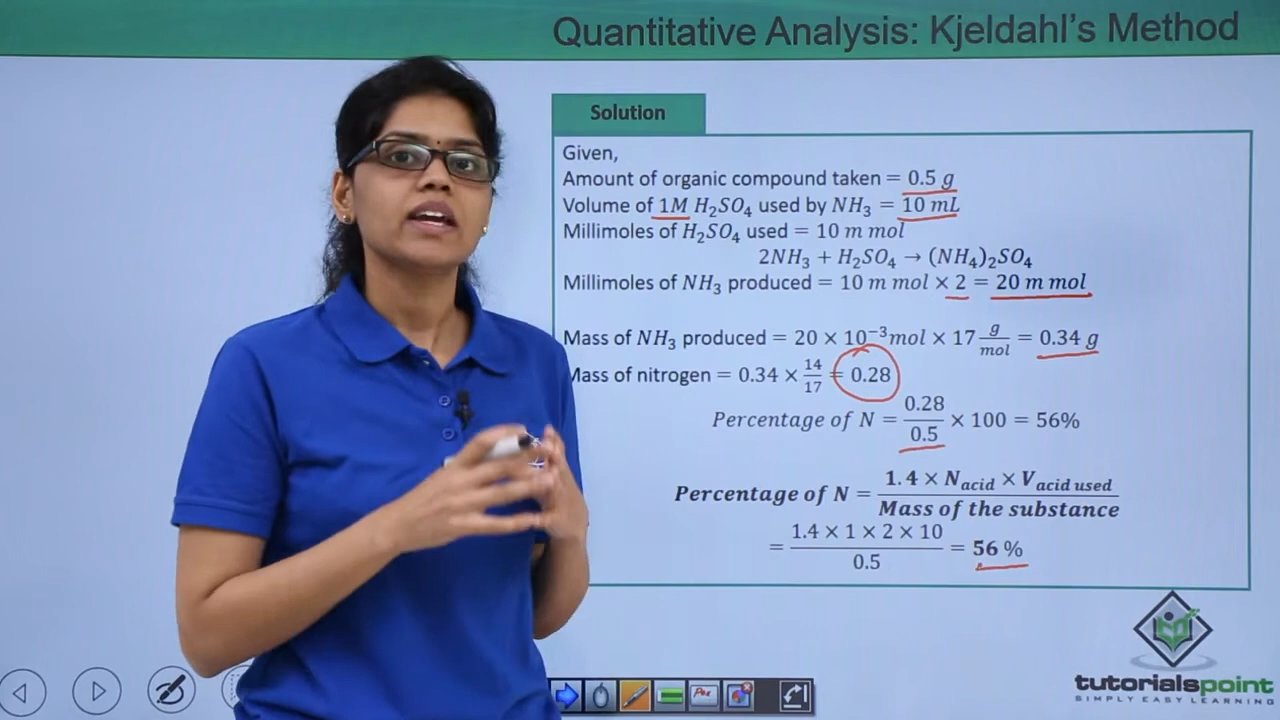 Quantitative Analysis: Kjeldahl's Method
Solution
Given,
Amount of organic compound taken = 0.5 g
Volume of 1M H₂SO₄ used by NH₃ = 10 mL
Millimoles of H₂SO₄ used = 10 m mol
2NH₃ + H₂SO₄ → (NH₄)₂SO₄
Millimoles of NH₃ produced = 10 m mol × 2 = 20 m mol
Mass of NH₃ produced = 20 × 10⁻³mol × 17 g/mol = 0.34 g
Mass of nitrogen = 0.34 × 14/17 = 0.28
Percentage of N = 0.28/0.5 × 100 = 56%
Percentage of N = 1.4 × N_acid × V_acid used / Mass of the substance
= 1.4 × 1 × 2 × 10 / 0.5 = 56 %
tutorialspoint
SIMPLY EASY LEARNING